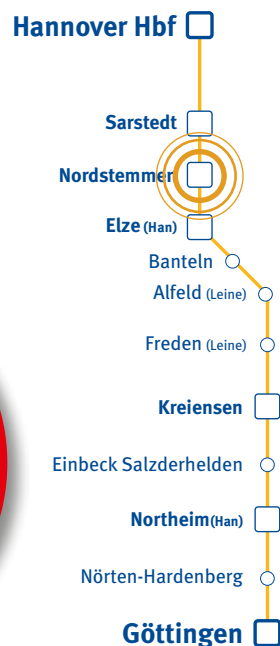 Hannover Hbf
Sarstedt
Nordstemmen
Elze (Han)
Banteln
Alfeld (Leine)
Freden (Leine)
Kreiensen
Einbeck Salzderhelden
Northeim(Han)
Nörten-Hardenberg
Göttingen